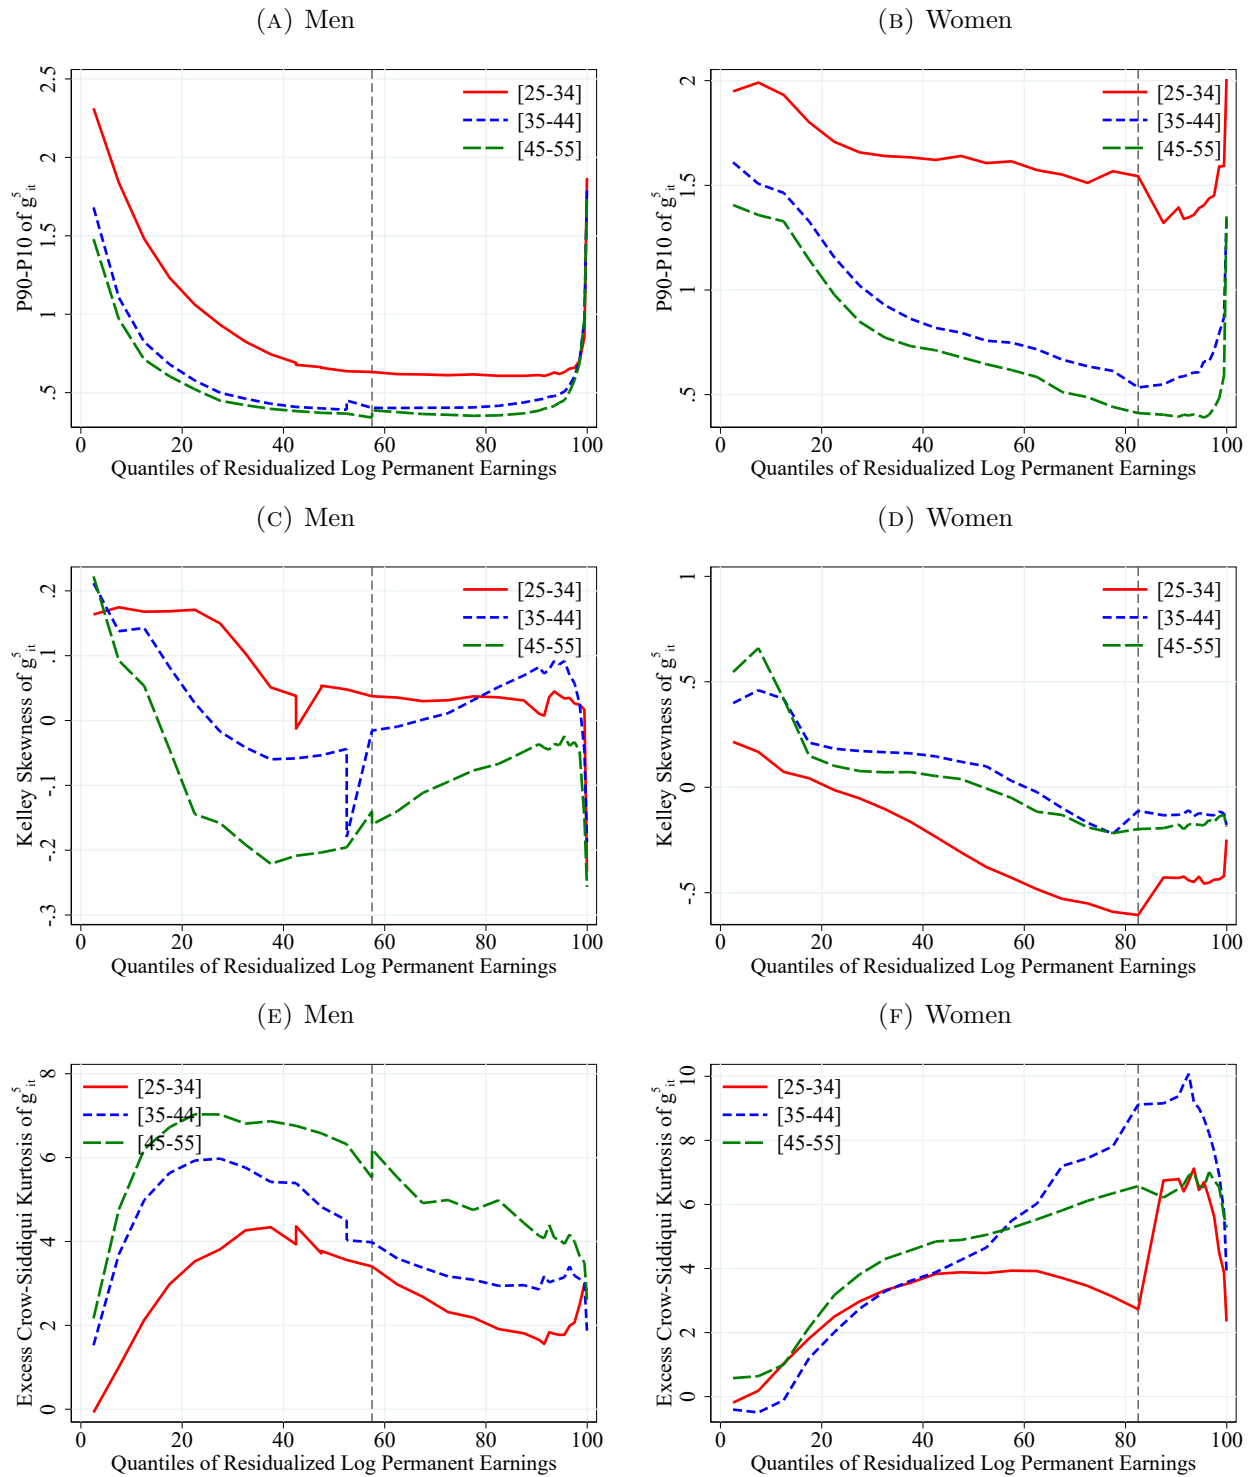 (A) Men
(B) Women
P90-P10 of g⁵ᵢₜ
2.5
2
1.5
1
.5
[25-34]
[35-44]
[45-55]
0 20 40 60 80 100
Quantiles of Residualized Log Permanent Earnings
P90-P10 of g⁵ᵢₜ
2
1.5
1
.5
[25-34]
[35-44]
[45-55]
0 20 40 60 80 100
Quantiles of Residualized Log Permanent Earnings
(C) Men
(D) Women
Kelley Skewness of g⁵ᵢₜ
.2
.1
0
-.1
-.2
-.3
[25-34]
[35-44]
[45-55]
0 20 40 60 80 100
Quantiles of Residualized Log Permanent Earnings
Kelley Skewness of g⁵ᵢₜ
1
.5
0
-.5
[25-34]
[35-44]
[45-55]
0 20 40 60 80 100
Quantiles of Residualized Log Permanent Earnings
(E) Men
(F) Women
Excess Crow-Siddiqui Kurtosis of g⁵ᵢₜ
8
6
4
2
0
[25-34]
[35-44]
[45-55]
0 20 40 60 80 100
Quantiles of Residualized Log Permanent Earnings
Excess Crow-Siddiqui Kurtosis of g⁵ᵢₜ
10
8
6
4
2
0
[25-34]
[35-44]
[45-55]
0 20 40 60 80 100
Quantiles of Residualized Log Permanent Earnings